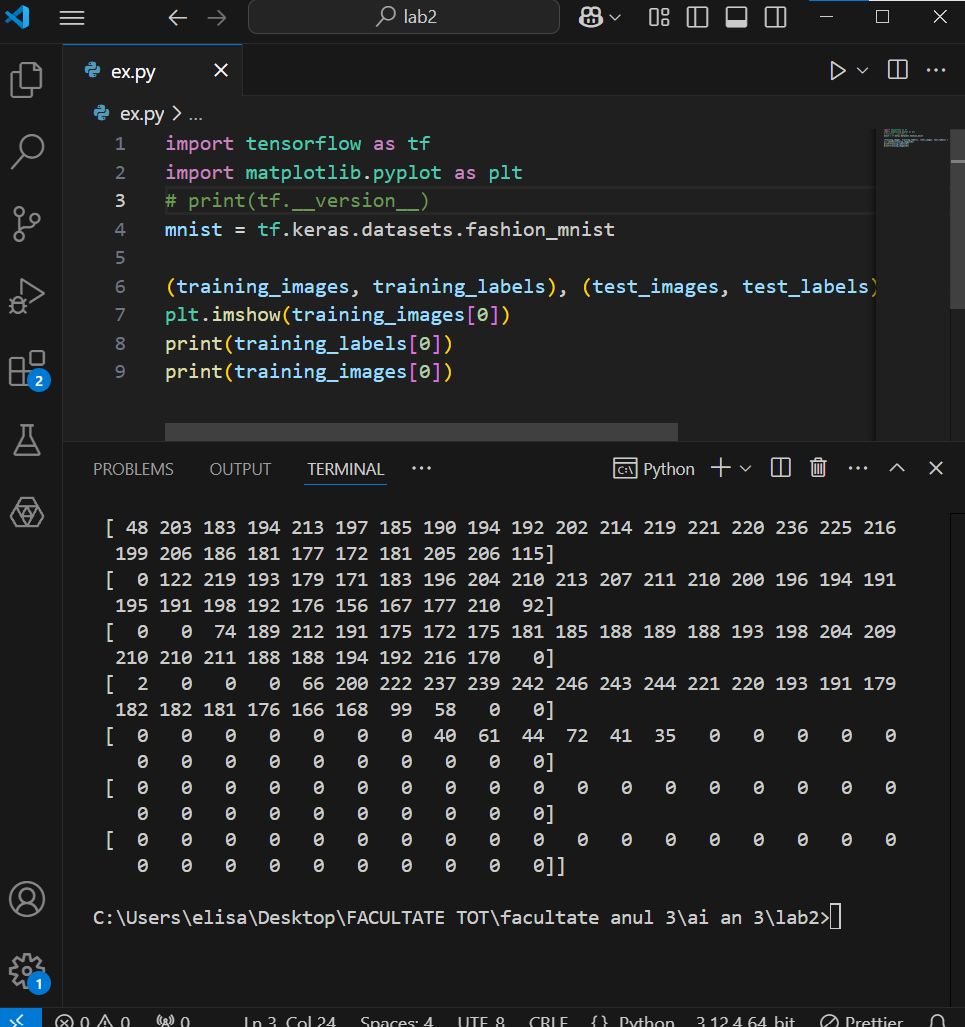 lab2
ex.py
ex.py > ...
1 import tensorflow as tf
2 import matplotlib.pyplot as plt
3 # print(tf.__version__)
4 mnist = tf.keras.datasets.fashion_mnist
5
6 (training_images, training_labels), (test_images, test_labels)
7 plt.imshow(training_images[0])
8 print(training_labels[0])
9 print(training_images[0])
2
PROBLEMS OUTPUT TERMINAL ··· Python
[ 48 203 183 194 213 197 185 190 194 192 202 214 219 221 220 236 225 216
199 206 186 181 177 172 181 205 206 115]
[  0 122 219 193 179 171 183 196 204 210 213 207 211 210 200 196 194 191
195 191 198 192 176 156 167 177 210  92]
[  0   0  74 189 212 191 175 172 175 181 185 188 189 188 193 198 204 209
210 210 211 188 188 194 192 216 170   0]
[  2   0   0   0  66 200 222 237 239 242 246 243 244 221 220 193 191 179
182 182 181 176 166 168  99  58   0   0]
[  0   0   0   0   0   0   0  40  61  44  72  41  35   0   0   0   0   0
0   0   0   0   0   0   0   0   0   0]
[  0   0   0   0   0   0   0   0   0   0   0   0   0   0   0   0   0   0
0   0   0   0   0   0   0   0   0   0]
[  0   0   0   0   0   0   0   0   0   0   0   0   0   0   0   0   0   0
0   0   0   0   0   0   0   0   0   0]]
C:\Users\elisa\Desktop\FACULTATE TOT\facultate anul 3\ai an 3\lab2>
1
0 0 0 Ln 3, Col 24 Spaces: 4 UTF-8 CRLF {} Python 3.12.4 64-bit Prettier